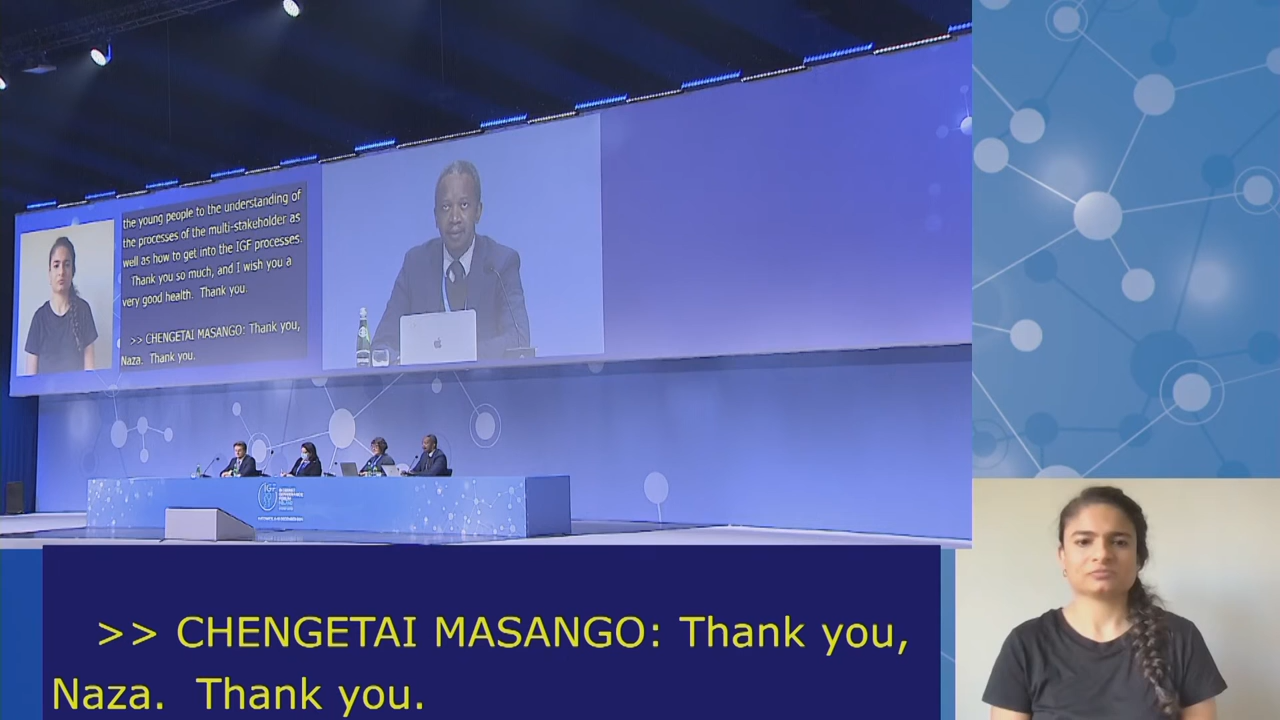 the young people to the understanding of
the processes of the multi-stakeholder as
well as how to get into the IGF processes.
Thank you so much, and I wish you a
very good health. Thank you.
>> CHENGETAI MASANGO: Thank you,
Naza. Thank you.
IGF
>> CHENGETAI MASANGO: Thank you,
Naza. Thank you.